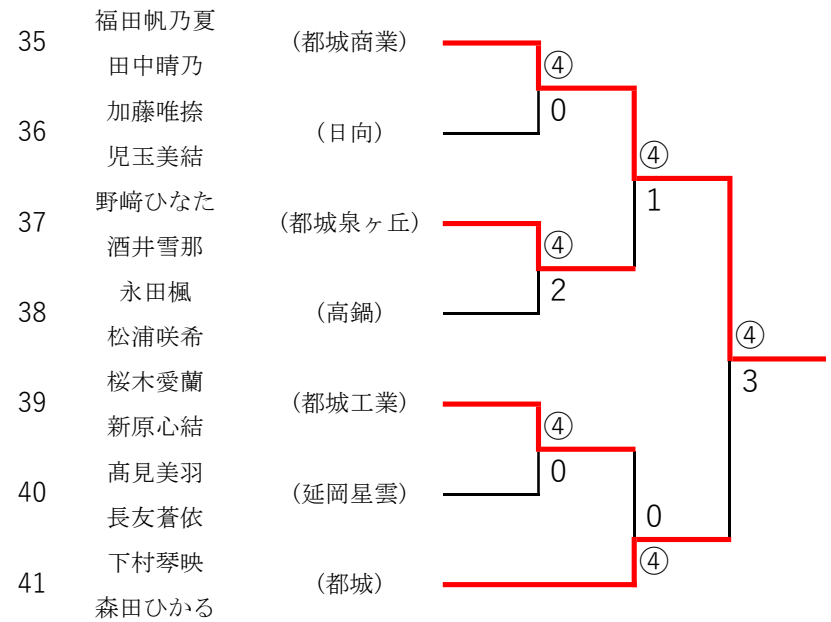 福田帆乃夏
35 (都城商業)
田中晴乃
④
加藤唯捺
0
36 (日向)
児玉美結
④
野﨑ひなた
1
37 (都城泉ヶ丘)
酒井雪那
④
永田楓
2
38 (高鍋)
松浦咲希
④
桜木愛蘭
3
39 (都城工業)
新原心結
④
髙見美羽
0
40 (延岡星雲)
長友蒼依
0
下村琴映
④
41 (都城)
森田ひかる